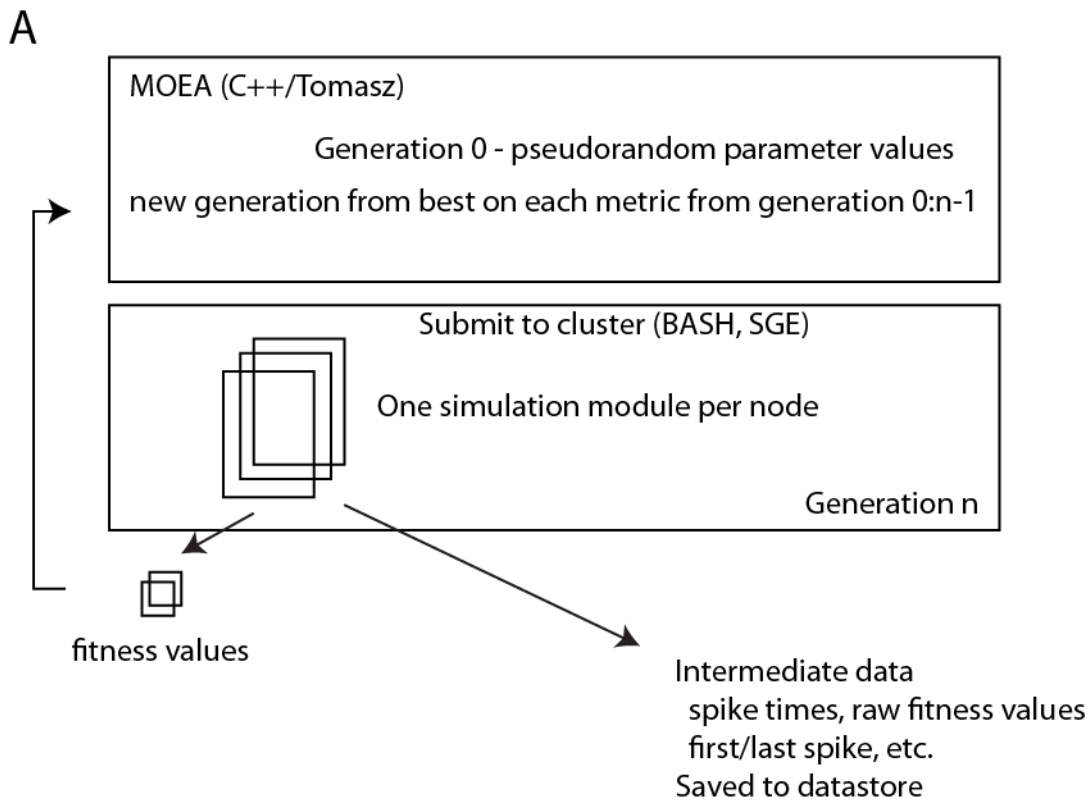 A
MOEA (C++/Tomasz)
Generation 0 - pseudorandom parameter values
new generation from best on each metric from generation 0:n-1
Submit to cluster (BASH, SGE)
One simulation module per node
Generation n
fitness values
Intermediate data
spike times, raw fitness values
first/last spike, etc.
Saved to datastore